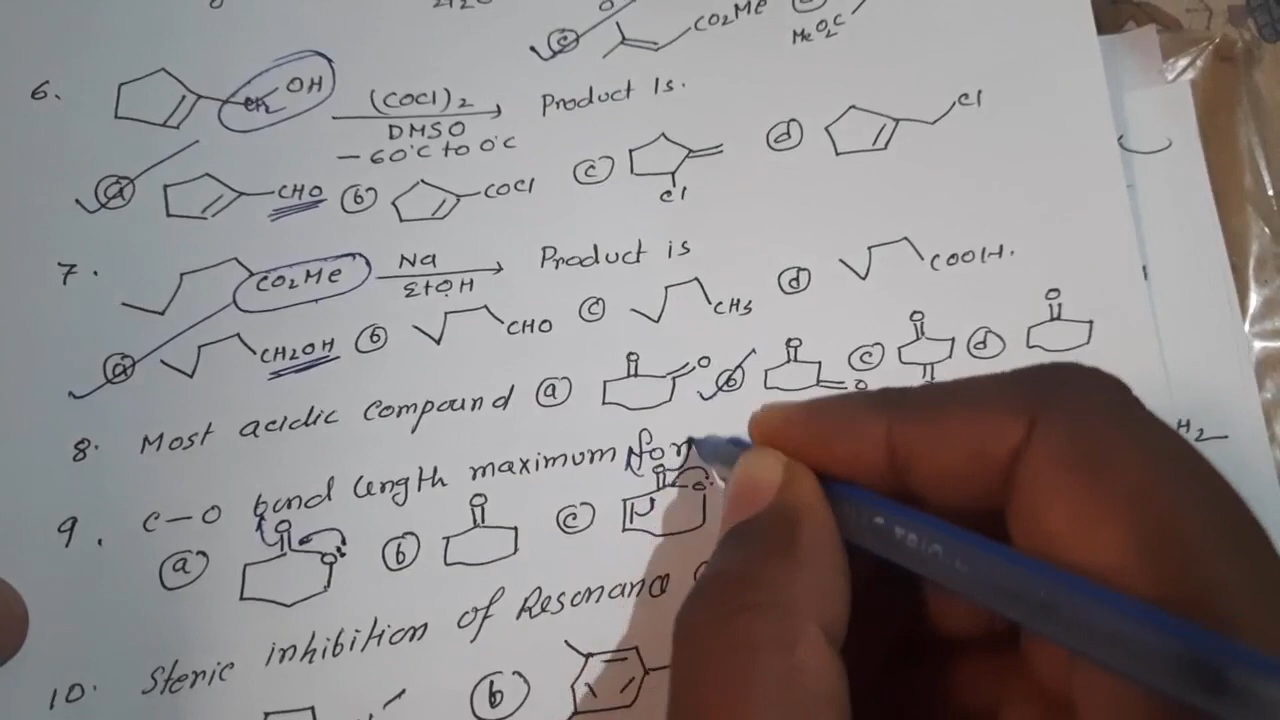 CO2ME
MeO2C
6. CH2 OH (COCl)2 Product Is.
DMSO
-60°C to 0°C
(a) CHO (b) COCl (c) Cl (d) Cl
7. CO2Me Na Product is
EtOH
(a) CH2OH (b) CHO (c) CH3 (d) COOH.
8. Most acidic compound (a) O O (b) O O (c) O (d) O
H2
9. C-O bond length maximum for
(a) O O (b) O (c) O O
10. Steric inhibition of Resonance
(b)